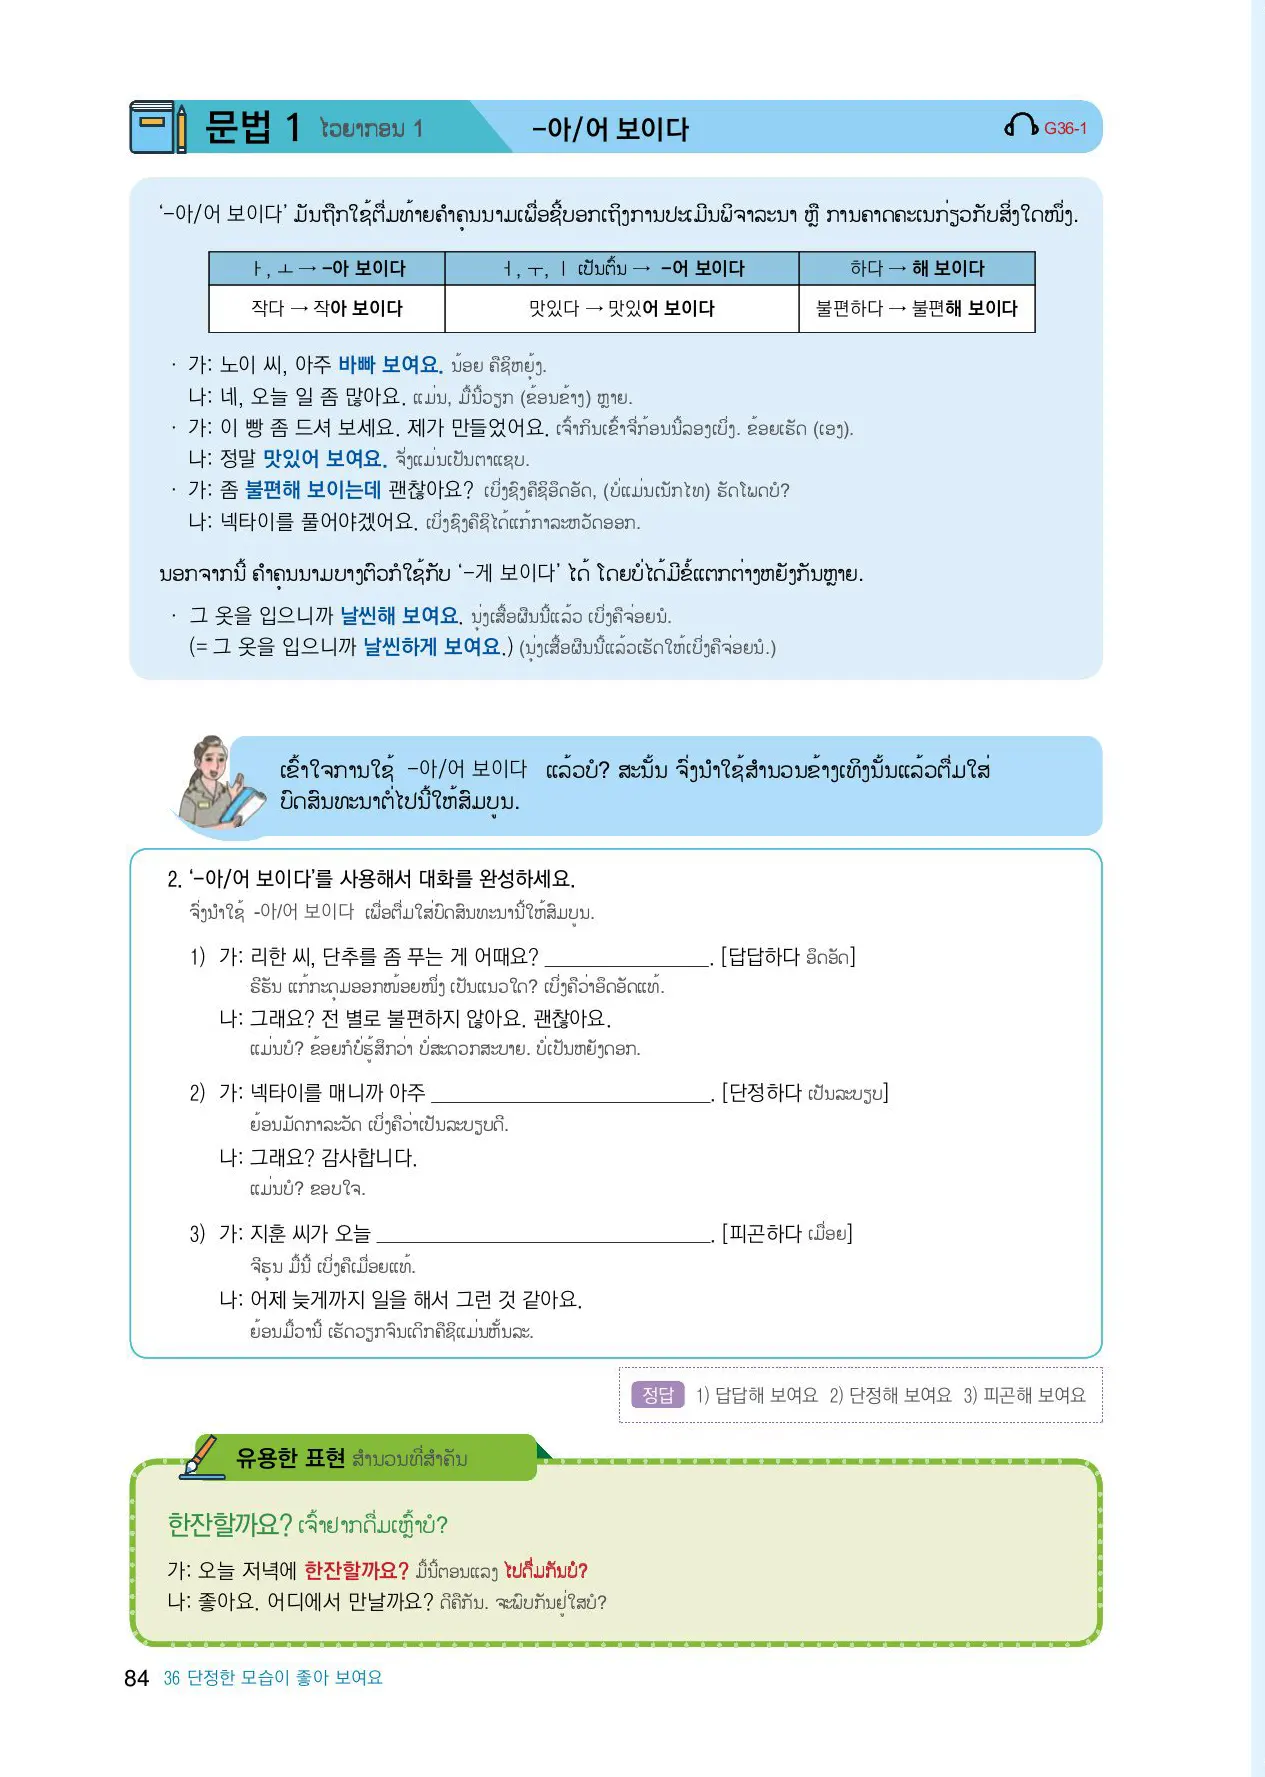 문법 1 ໄວຍາກອນ 1 -아/어 보이다 G36-1
‘-아/어 보이다’ ມັນຖືກໃຊ້ຕື່ມທ້າຍຄຳຄຸນນາມເພື່ອຊີ້ບອກເຖິງການປະເມີນພິຈາລະນາ ຫຼື ການຄາດຄະເນກ່ຽວກັບສິ່ງໃດໜຶ່ງ.
ㅏ, ㅗ → -아 보이다 ㅓ, ㅜ, ㅣ ເປັນຕົ້ນ → -어 보이다 하다 → 해 보이다
작다 → 작아 보이다 맛있다 → 맛있어 보이다 불편하다 → 불편해 보이다
· 가: 노이 씨, 아주 바빠 보여요. ນ້ອຍ ຄືຊິຫຍຸ້ງ.
나: 네, 오늘 일 좀 많아요. ແມ່ນ, ມື້ນີ້ວຽກ (ຂ້ອນຂ້າງ) ຫຼາຍ.
· 가: 이 빵 좀 드셔 보세요. 제가 만들었어요. ເຈົ້າກິນເຂົ້າຈີ່ກ້ອນນີ້ລອງເບິ່ງ. ຂ້ອຍເຮັດ (ເອງ).
나: 정말 맛있어 보여요. ຈັ່ງແມ່ນເປັນຕາແຊບ.
· 가: 좀 불편해 보이는데 괜찮아요? ເບິ່ງຊົງຄືຊິອຶດອັດ, (ບໍ່ແມ່ນເນັກໄທ) ຮັດໂພດບໍ?
나: 넥타이를 풀어야겠어요. ເບິ່ງຊົງຄືຊິໄດ້ແກ້ກາລະຫວັດອອກ.
ນອກຈາກນີ້ ຄຳຄຸນນາມບາງຕົວກໍໃຊ້ກັບ ‘-게 보이다’ ໄດ້ ໂດຍບໍ່ໄດ້ມີຂໍ້ແຕກຕ່າງຫຍັງກັນຫຼາຍ.
· 그 옷을 입으니까 날씬해 보여요. ນຸ່ງເສື້ອຜືນນີ້ແລ້ວ ເບິ່ງຄືຈ່ອຍນໍ.
(= 그 옷을 입으니까 날씬하게 보여요.) (ນຸ່ງເສື້ອຜືນນີ້ແລ້ວເຮັດໃຫ້ເບິ່ງຄືຈ່ອຍນໍ.)
ເຂົ້າໃຈການໃຊ້ -아/어 보이다 ແລ້ວບໍ? ສະນັ້ນ ຈົ່ງນຳໃຊ້ສຳນວນຂ້າງເທິງນັ້ນແລ້ວຕື່ມໃສ່
ບົດສົນທະນາຕໍ່ໄປນີ້ໃຫ້ສົມບູນ.
2. ‘-아/어 보이다’를 사용해서 대화를 완성하세요.
ຈົ່ງນຳໃຊ້ -아/어 보이다 ເພື່ອຕື່ມໃສ່ບົດສົນທະນານີ້ໃຫ້ສົມບູນ.
1) 가: 리한 씨, 단추를 좀 푸는 게 어때요? ________________. [답답하다 ອຶດອັດ]
ຣີຮັນ ແກ້ກະດຸມອອກໜ້ອຍໜຶ່ງ ເປັນແນວໃດ? ເບິ່ງຄືວ່າອຶດອັດແທ້.
나: 그래요? 전 별로 불편하지 않아요. 괜찮아요.
ແມ່ນບໍ? ຂ້ອຍກໍບໍ່ຮູ້ສຶກວ່າ ບໍ່ສະດວກສະບາຍ. ບໍ່ເປັນຫຍັງດອກ.
2) 가: 넥타이를 매니까 아주 ________________. [단정하다 ເປັນລະບຽບ]
ຍ້ອນມັດກາລະວັດ ເບິ່ງຄືວ່າເປັນລະບຽບດີ.
나: 그래요? 감사합니다.
ແມ່ນບໍ? ຂອບໃຈ.
3) 가: 지훈 씨가 오늘 ________________. [피곤하다 ເມື່ອຍ]
ຈີຮຸນ ມື້ນີ້ ເບິ່ງຄືເມື່ອຍແທ້.
나: 어제 늦게까지 일을 해서 그런 것 같아요.
ຍ້ອນມື້ວານີ້ ເຮັດວຽກຈົນເດິກຄືຊິແມ່ນຫັ້ນລະ.
정답 1) 답답해 보여요 2) 단정해 보여요 3) 피곤해 보여요
유용한 표현 ສຳນວນທີ່ສຳຄັນ
한잔할까요? ເຈົ້າຢາກດື່ມເຫຼົ້າບໍ?
가: 오늘 저녁에 한잔할까요? ມື້ນີ້ຕອນແລງ ໄປດື່ມກັນບໍ?
나: 좋아요. 어디에서 만날까요? ດີຄືກັນ. ຈະພົບກັນຢູ່ໃສບໍ?
84 36 단정한 모습이 좋아 보여요